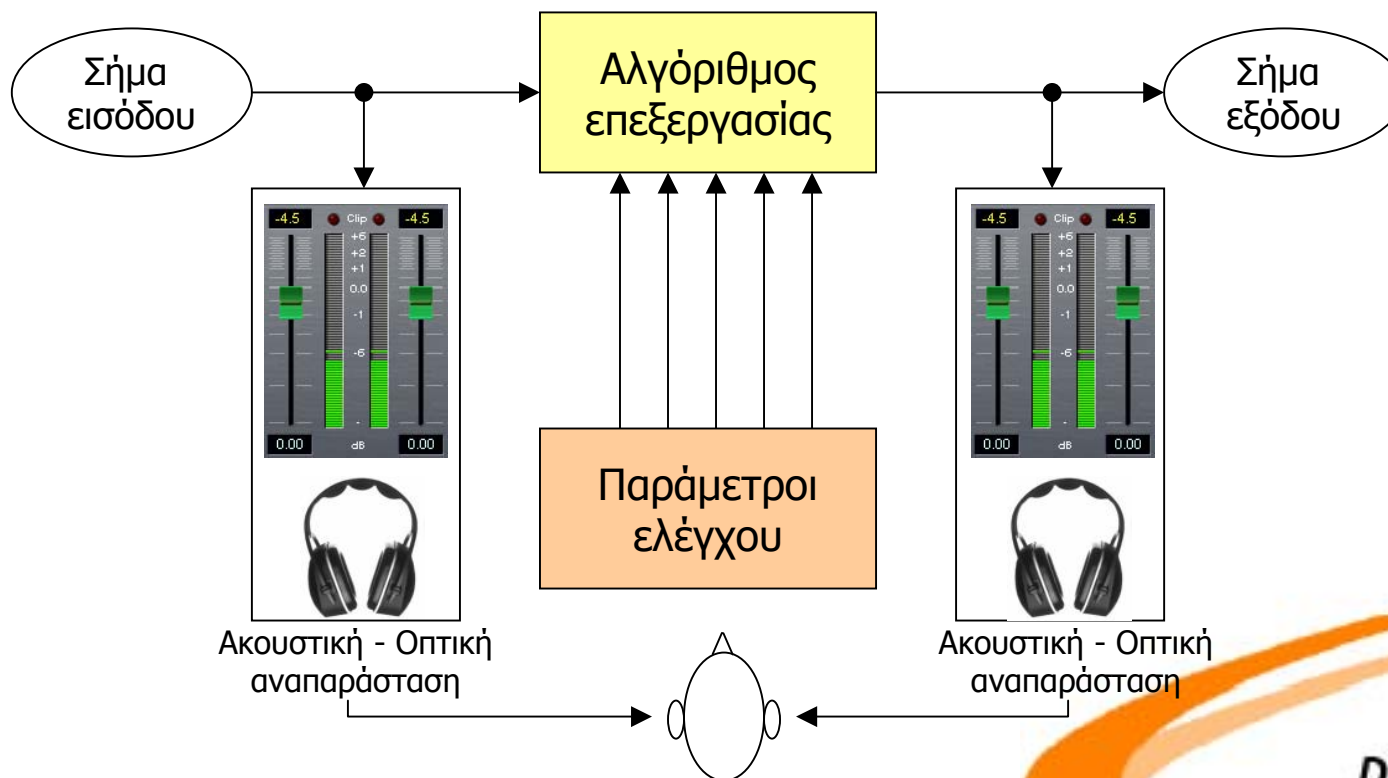 Σήμα
εισόδου
Αλγόριθμος
επεξεργασίας
Σήμα
εξόδου
-4.5 Clip -4.5
+6
+2
+1
0.0
-1
-6
-
0.00 dB 0.00
-4.5 Clip -4.5
+6
+2
+1
0.0
-1
-6
-
0.00 dB 0.00
Παράμετροι
ελέγχου
Ακουστική - Οπτική
αναπαράσταση
Ακουστική - Οπτική
αναπαράσταση